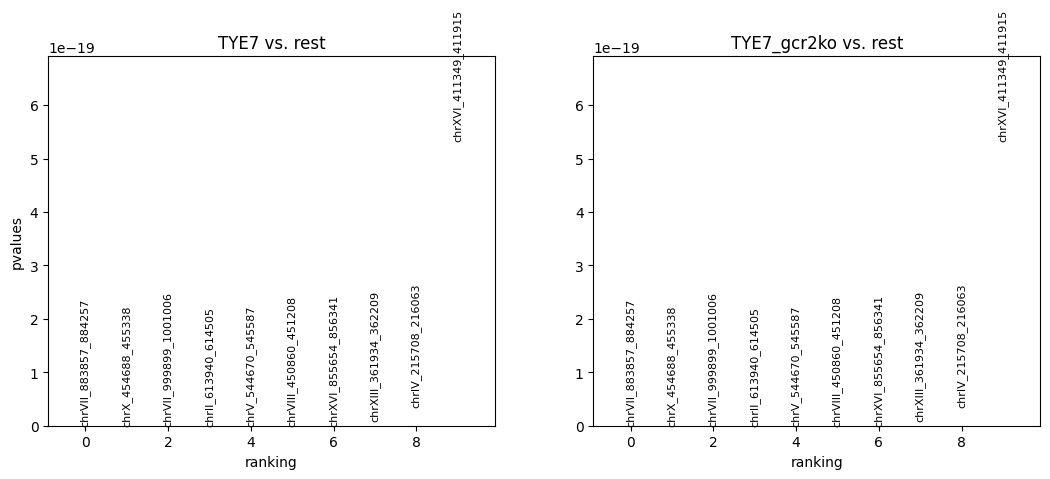 TYE7 vs. rest
1e−19
pvalues
6
5
4
3
2
1
0
chrVII_883857_884257
chrX_454688_455338
chrVII_999899_1001006
chrII_613940_614505
chrV_544670_545587
chrVIII_450860_451208
chrXVI_855654_856341
chrXIII_361934_362209
chrIV_215708_216063
chrXVI_411349_411915
0 2 4 6 8
ranking
TYE7_gcr2ko vs. rest
1e−19
6
5
4
3
2
1
0
chrVII_883857_884257
chrX_454688_455338
chrVII_999899_1001006
chrII_613940_614505
chrV_544670_545587
chrVIII_450860_451208
chrXVI_855654_856341
chrXIII_361934_362209
chrIV_215708_216063
chrXVI_411349_411915
0 2 4 6 8
ranking